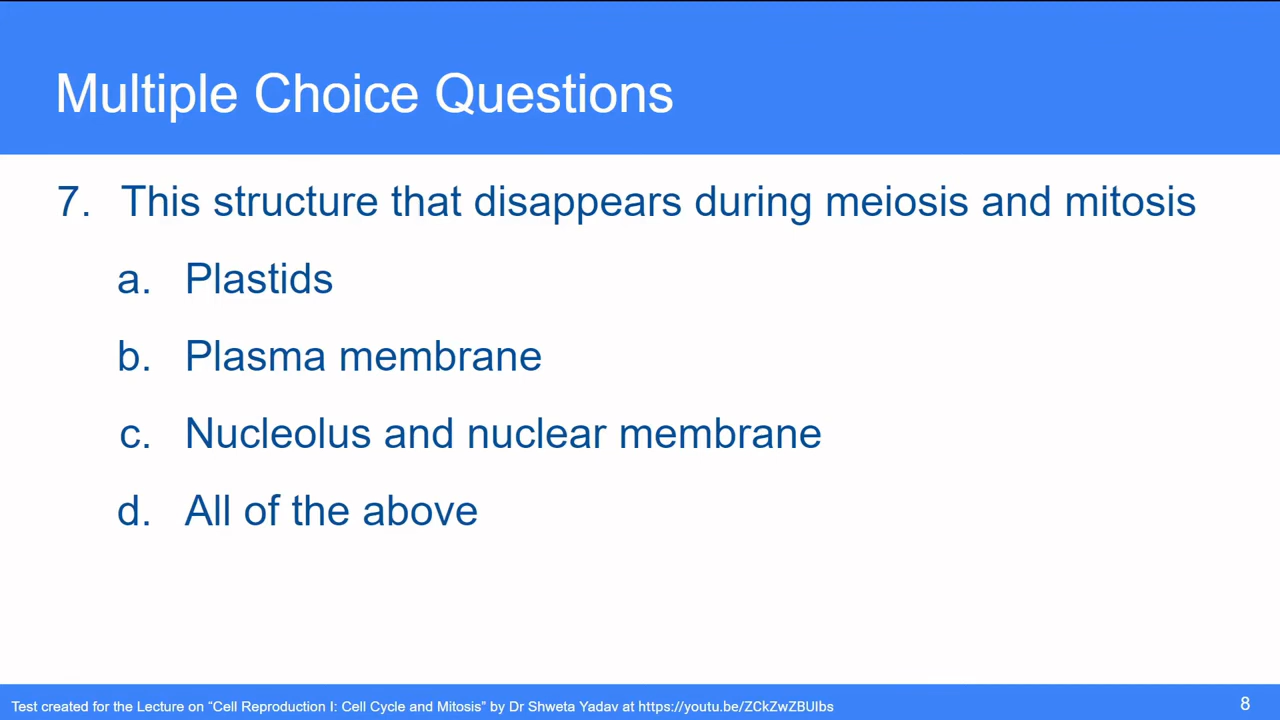 Multiple Choice Questions
7. This structure that disappears during meiosis and mitosis
a. Plastids
b. Plasma membrane
c. Nucleolus and nuclear membrane
d. All of the above
Test created for the Lecture on “Cell Reproduction I: Cell Cycle and Mitosis” by Dr Shweta Yadav at https://youtu.be/ZCkZwZBUIbs
8